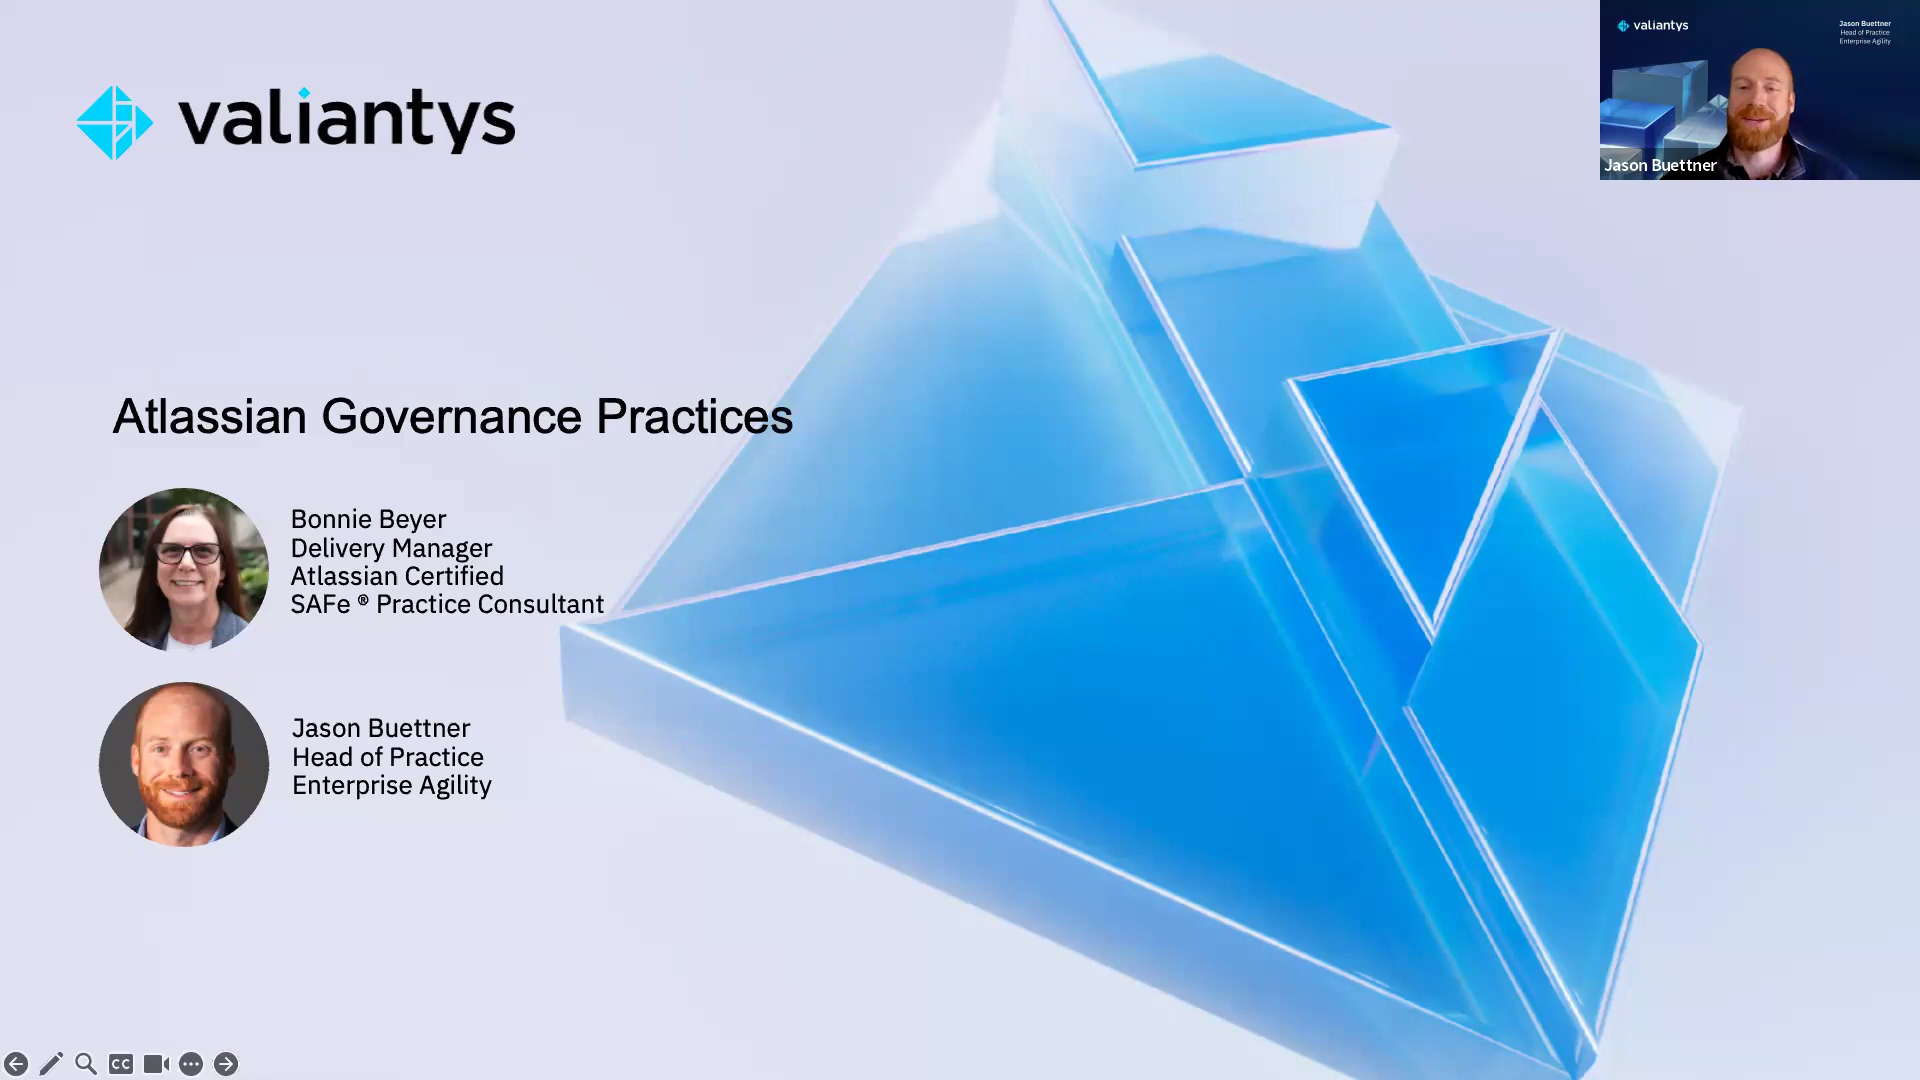 valiantys
Atlassian Governance Practices
Bonnie Beyer
Delivery Manager
Atlassian Certified
SAFe ® Practice Consultant
Jason Buettner
Head of Practice
Enterprise Agility
valiantys
Jason Buettner
Head of Practice
Enterprise Agility
Jason Buettner
CC